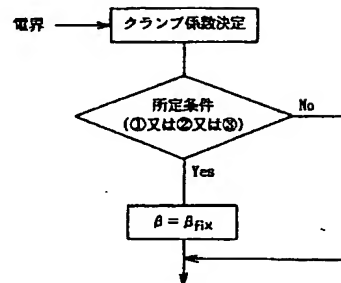 電界
クランプ係数決定
所定条件
(①又は②又は③)
No
Yes
β = βfix